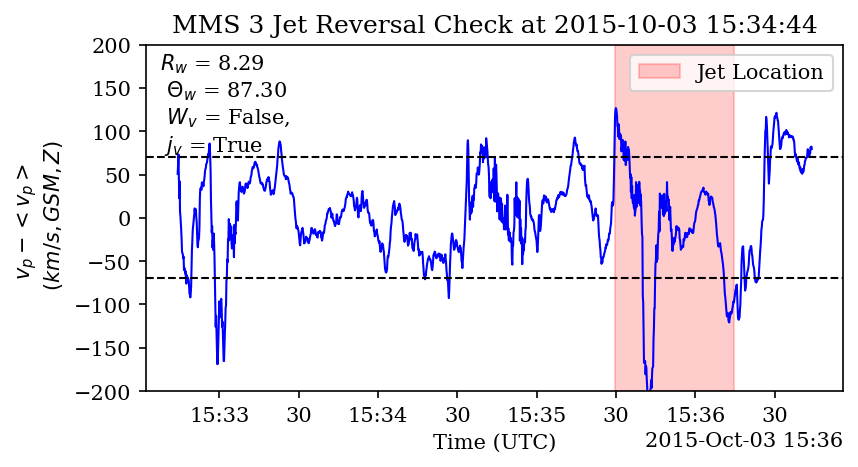 MMS 3 Jet Reversal Check at 2015-10-03 15:34:44
200
150
100
50
0
−50
−100
−150
−200
v_p − < v_p >
(km/s, GSM, Z)
R_w = 8.29
Θ_w = 87.30
W_v = False,
j_v = True
Jet Location
15:33 30 15:34 30 15:35 30 15:36 30
Time (UTC)
2015-Oct-03 15:36